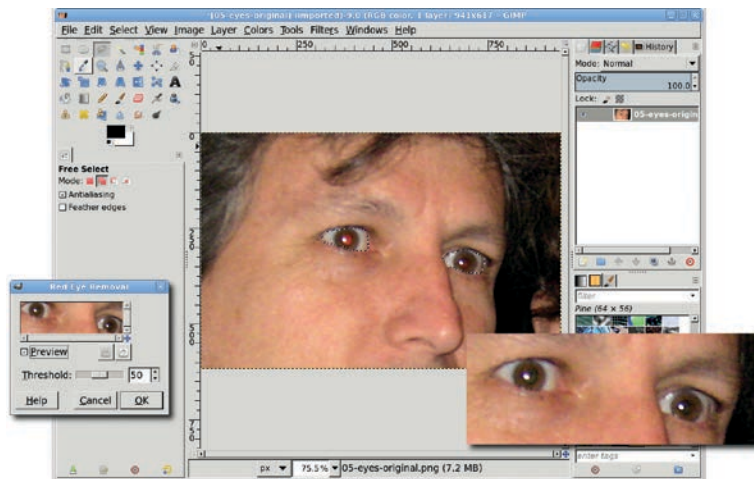 *[05-eyes-original] (imported)-9.0 (RGB color, 1 layer) 941x617 – GIMP
File Edit Select View Image Layer Colors Tools Filters Windows Help
0 250 500 750
History
Mode: Normal
Opacity
100.0
Lock:
05-eyes-origin
Free Select
Mode:
Antialiasing
Feather edges
Red Eye Removal
Preview
Threshold: 50
Help Cancel OK
filter
Pine (64 × 56)
enter tags
px 75.5% 05-eyes-original.png (7.2 MB)